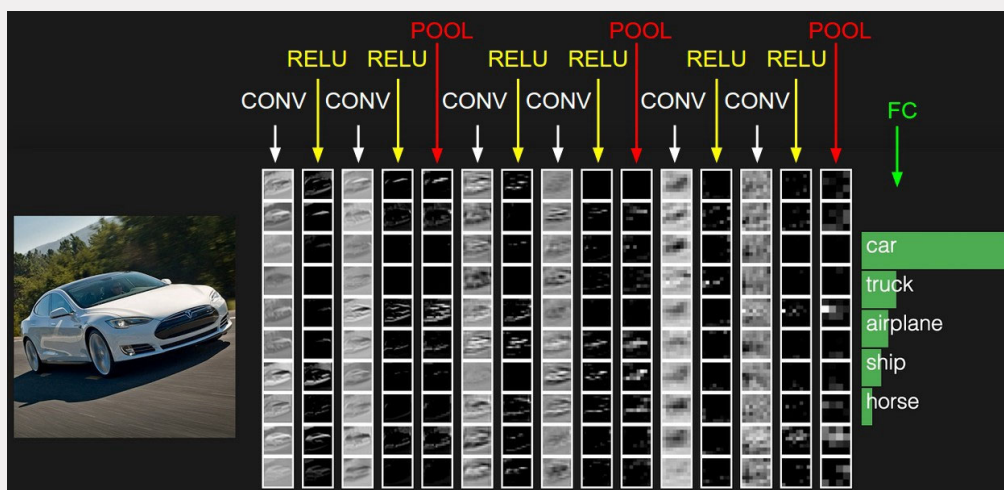 POOL POOL POOL
RELU RELU RELU RELU RELU RELU
CONV CONV CONV CONV CONV CONV
FC
car
truck
airplane
ship
horse